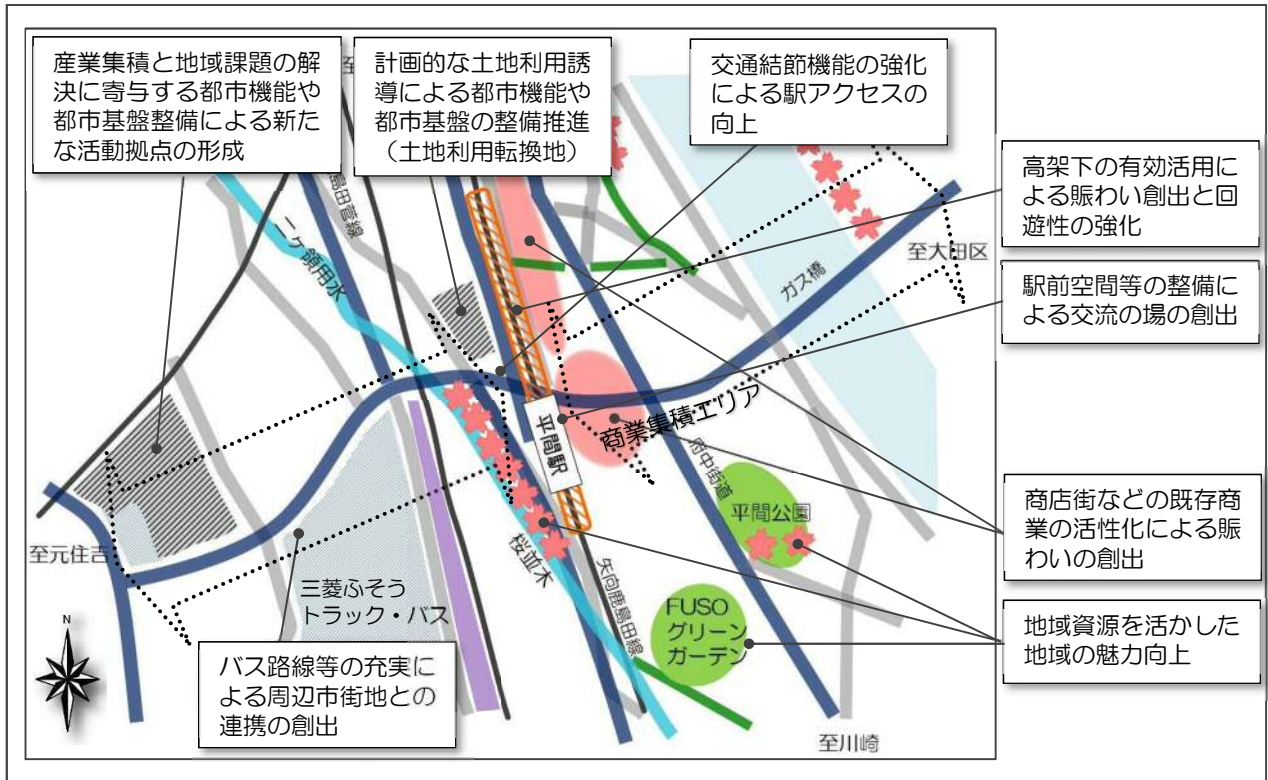 産業集積と地域課題の解
決に寄与する都市機能や
都市基盤整備による新た
な活動拠点の形成
計画的な土地利用誘
導による都市機能や
都市基盤の整備推進
（土地利用転換地）
交通結節機能の強化
による駅アクセスの
向上
高架下の有効活用に
よる賑わい創出と回
遊性の強化
駅前空間等の整備に
よる交流の場の創出
至大田区
ガス橋
島田菅線
二ヶ領用水
平間駅
商業集積エリア
府中街道
平間公園
商店街などの既存商
業の活性化による賑
わいの創出
至元住吉
桜並木
三菱ふそう
トラック・バス
矢向鹿島田線
FUSO
グリーン
ガーデン
地域資源を活かした
地域の魅力向上
バス路線等の充実に
よる周辺市街地との
連携の創出
N
至川崎